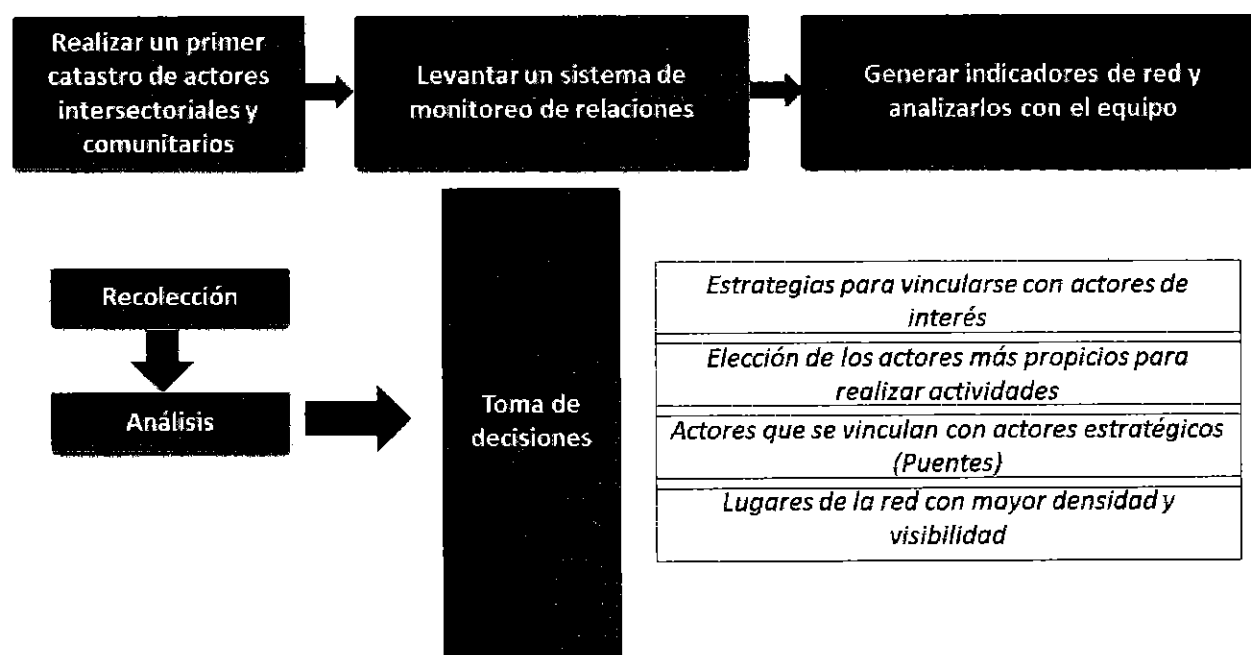 Realizar un primer
catastro de actores
intersectoriales y
comunitarios
Levantar un sistema de
monitoreo de relaciones
Generar indicadores de red y
analizarlos con el equipo
Recolección
Análisis
Toma de
decisiones
Estrategias para vincularse con actores de
interés
Elección de los actores más propicios para
realizar actividades
Actores que se vinculan con actores estratégicos
(Puentes)
Lugares de la red con mayor densidad y
visibilidad